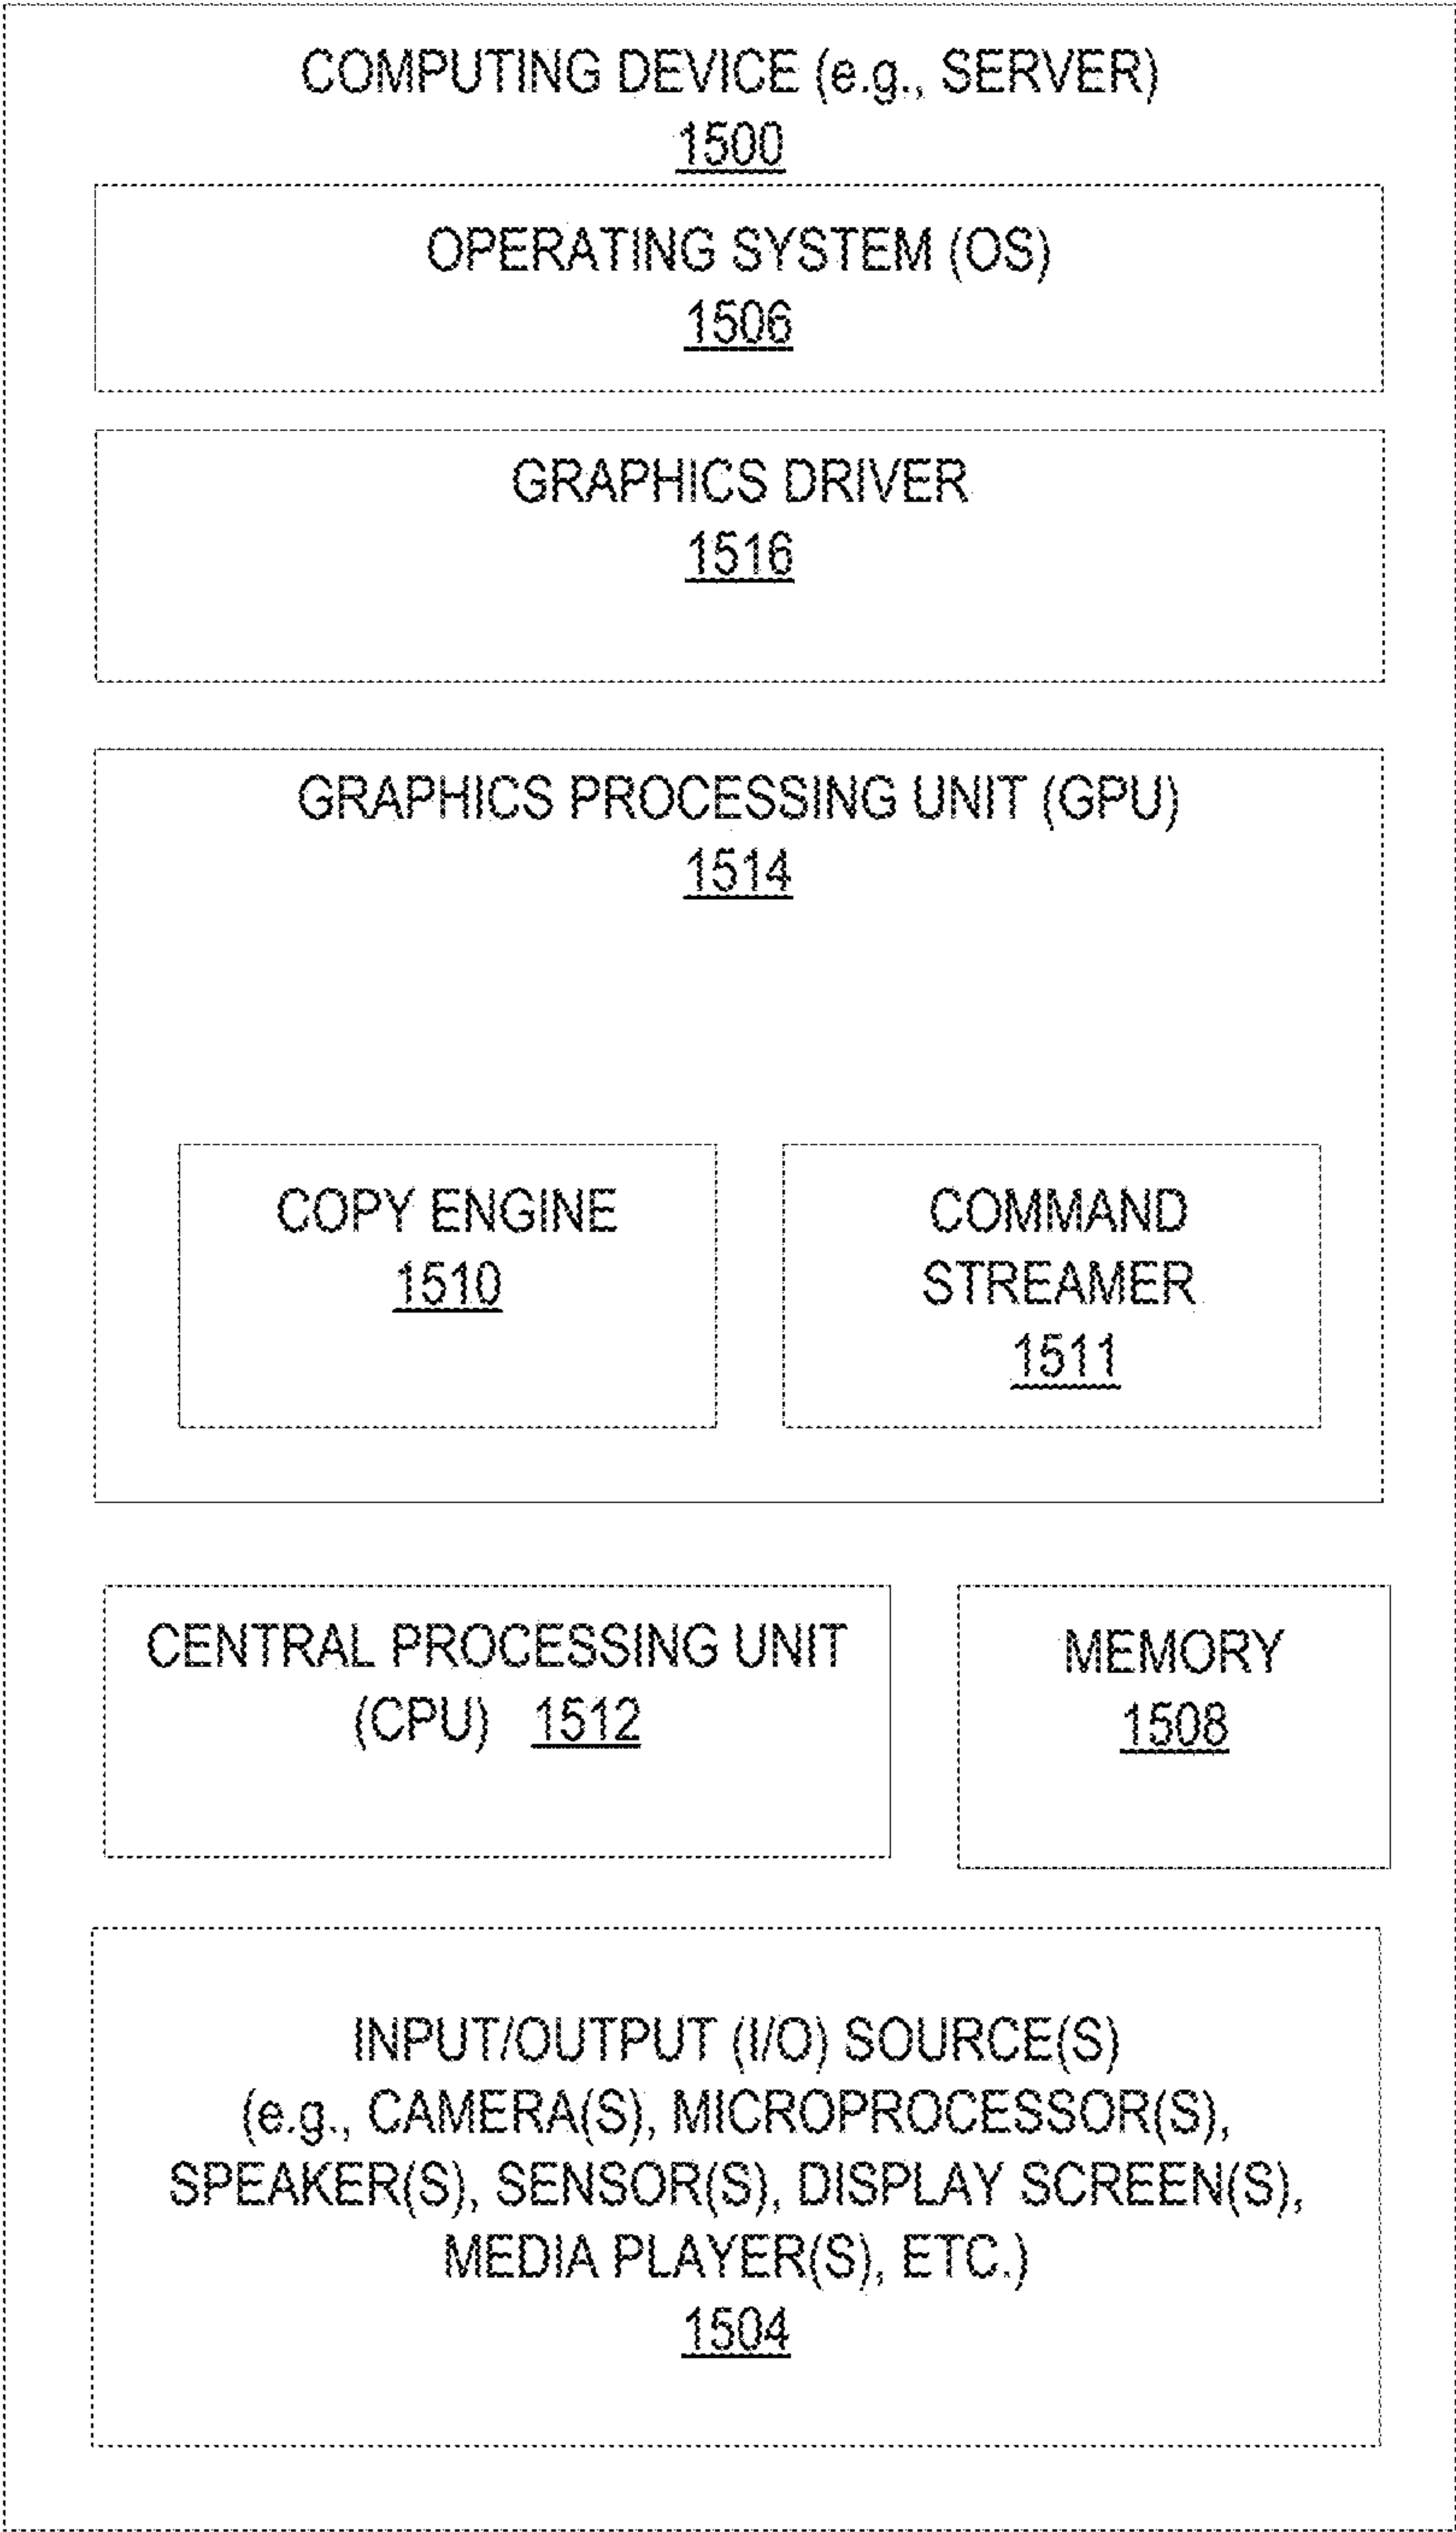 COMPUTING DEVICE (e.g., SERVER)
1500
OPERATING SYSTEM (OS)
1506
GRAPHICS DRIVER
1516
GRAPHICS PROCESSING UNIT (GPU)
1514
COPY ENGINE
1510
COMMAND
STREAMER
1511
CENTRAL PROCESSING UNIT
(CPU) 1512
MEMORY
1508
INPUT/OUTPUT (I/O) SOURCE(S)
(e.g., CAMERA(S), MICROPROCESSOR(S),
SPEAKER(S), SENSOR(S), DISPLAY SCREEN(S),
MEDIA PLAYER(S), ETC.)
1504